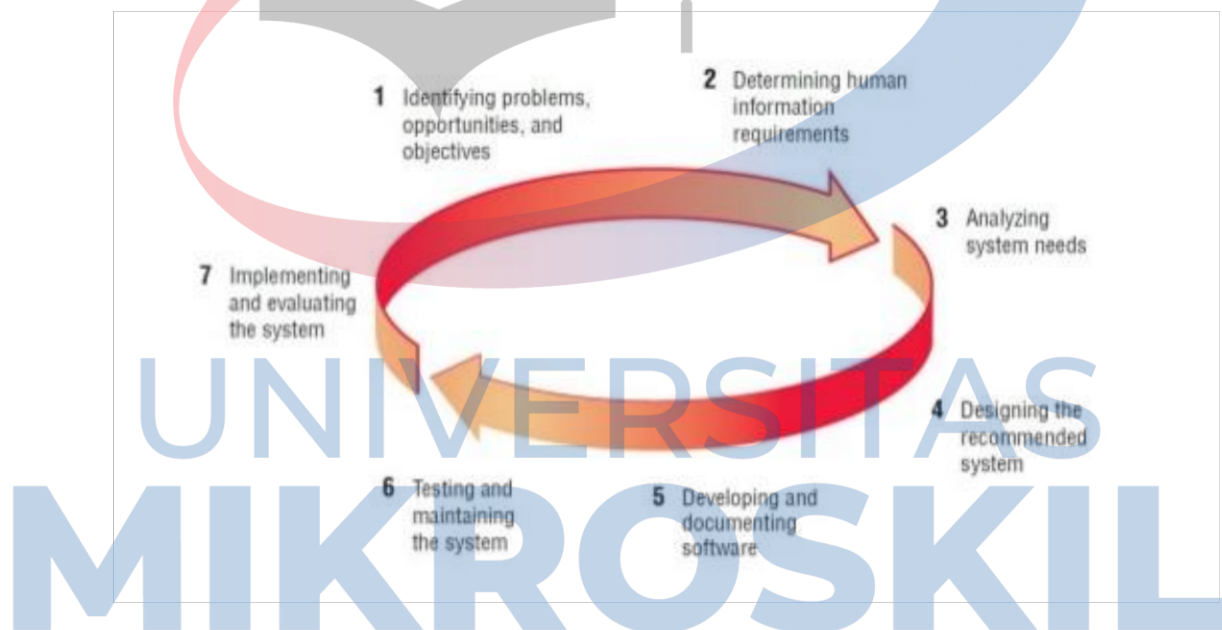 1 Identifying problems,
opportunities, and
objectives
2 Determining human
information
requirements
3 Analyzing
system needs
4 Designing the
recommended
system
5 Developing and
documenting
software
6 Testing and
maintaining
the system
7 Implementing
and evaluating
the system
UNIVERSITAS
MIKROSKIL